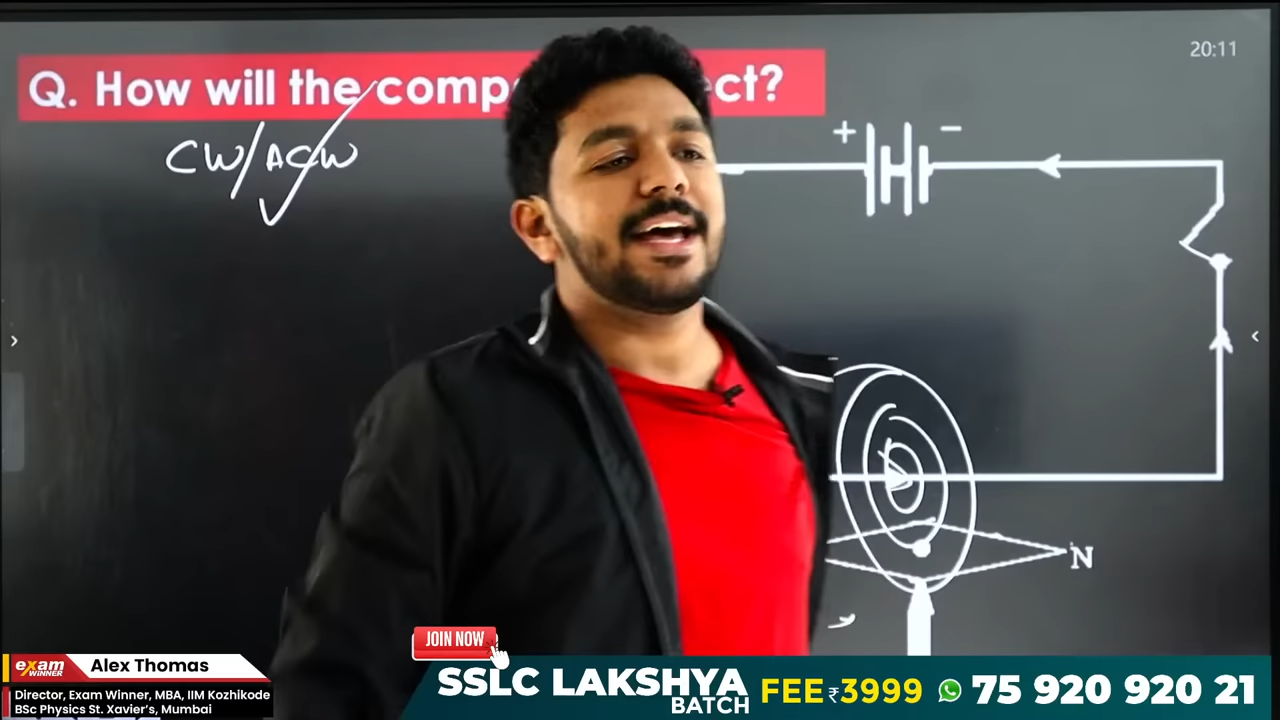 20:11
Q. How will the comp ect?
CW/ACW
+ -
N
JOIN NOW
exam WINNER
Alex Thomas
Director, Exam Winner, MBA, IIM Kozhikode
BSc Physics St. Xavier's, Mumbai
SSLC LAKSHYA
BATCH
FEE ₹3999
75 920 920 21